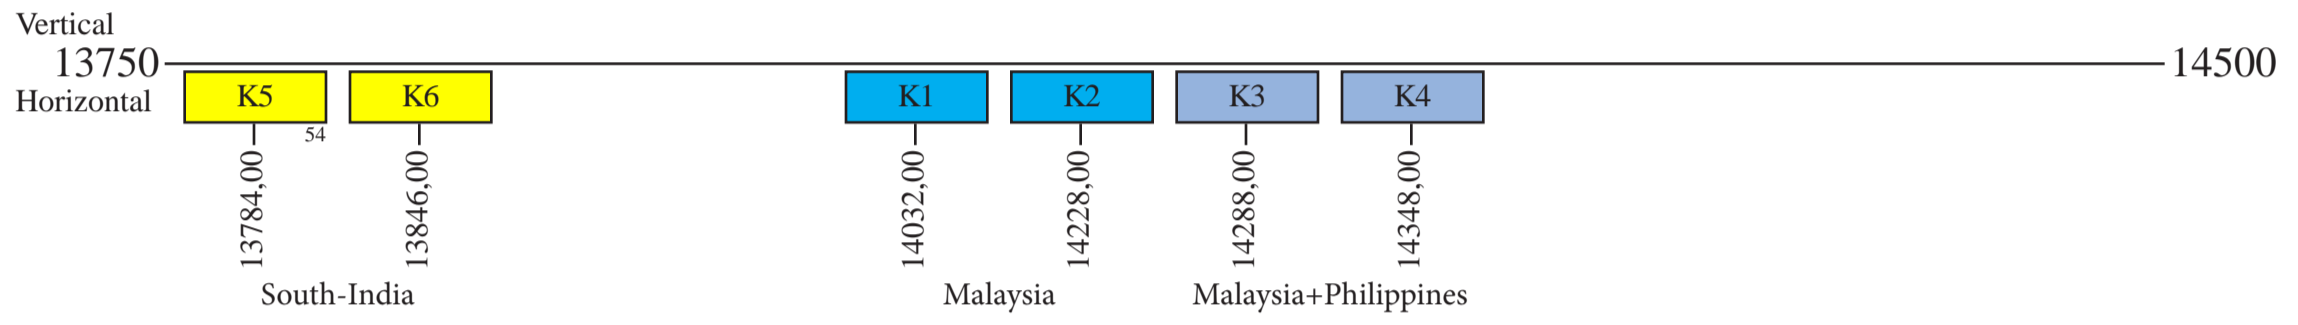 Vertical
13750 14500
Horizontal K5 K6 K1 K2 K3 K4
54
13784,00 13846,00 14032,00 14228,00 14288,00 14348,00
South-India Malaysia Malaysia+Philippines